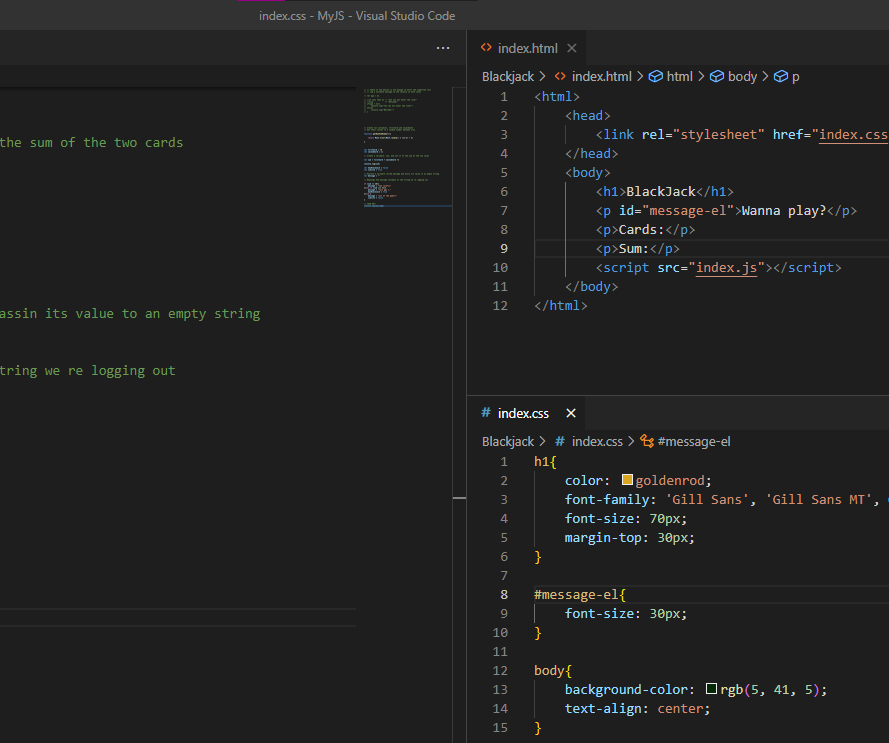 index.css - MyJS - Visual Studio Code
the sum of the two cards
assin its value to an empty string
tring we re logging out
index.html
Blackjack > index.html > html > body > p
1 <html>
2 <head>
3 <link rel="stylesheet" href="index.css
4 </head>
5 <body>
6 <h1>BlackJack</h1>
7 <p id="message-el">Wanna play?</p>
8 <p>Cards:</p>
9 <p>Sum:</p>
10 <script src="index.js"></script>
11 </body>
12 </html>
# index.css
Blackjack > # index.css > #message-el
1 h1{
2 color: goldenrod;
3 font-family: 'Gill Sans', 'Gill Sans MT',
4 font-size: 70px;
5 margin-top: 30px;
6 }
7
8 #message-el{
9 font-size: 30px;
10 }
11
12 body{
13 background-color: rgb(5, 41, 5);
14 text-align: center;
15 }